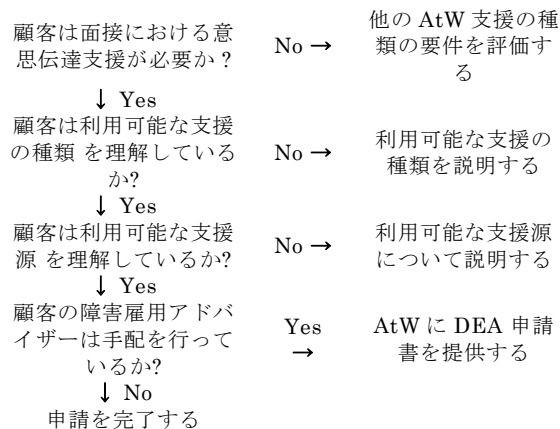 顧客は面接における意
思伝達支援が必要か ?
No →
他の AtW 支援の種
類の要件を評価す
る
↓ Yes
顧客は利用可能な支援
の種類 を理解している
か?
No →
利用可能な支援の
種類を説明する
↓ Yes
顧客は利用可能な支援
源 を理解しているか?
No →
利用可能な支援源
について説明する
↓ Yes
顧客の障害雇用アドバ
イザーは手配を行って
いるか?
Yes
→
AtW に DEA 申請
書を提供する
↓ No
申請を完了する